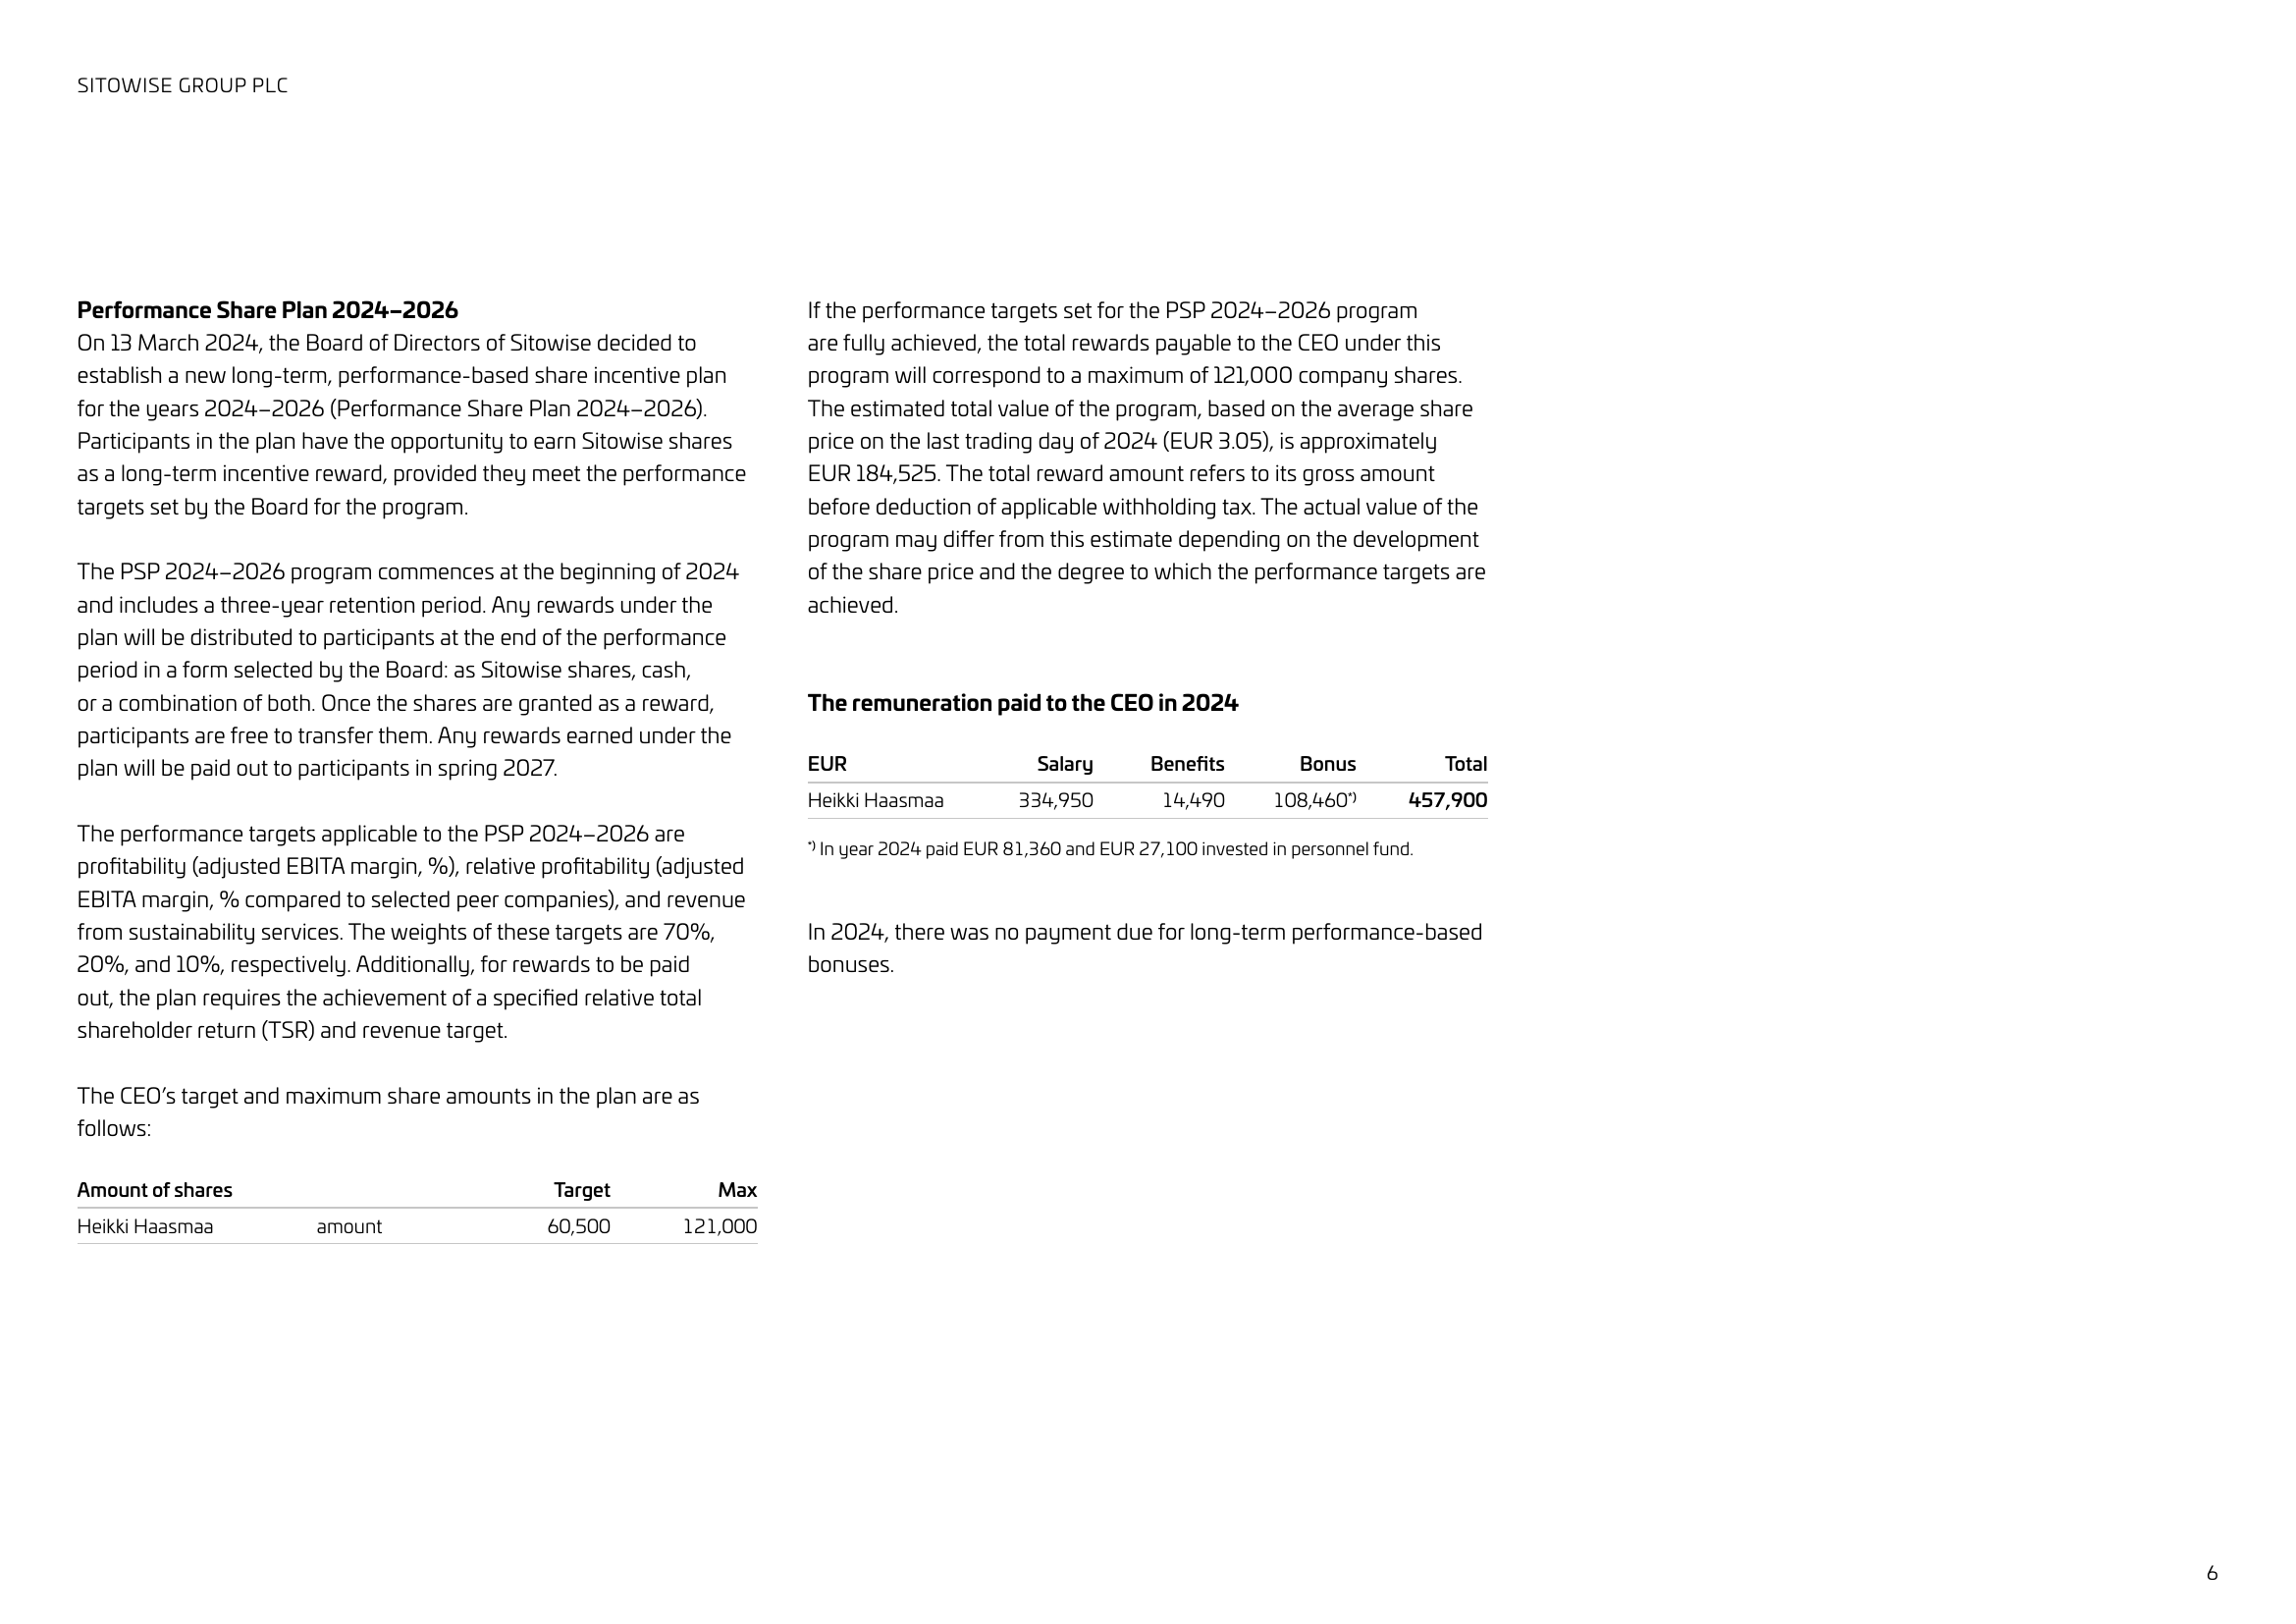 SITOWISE GROUP PLC
Performance Share Plan 2024–2026
On 13 March 2024, the Board of Directors of Sitowise decided to
establish a new long-term, performance-based share incentive plan
for the years 2024–2026 (Performance Share Plan 2024–2026).
Participants in the plan have the opportunity to earn Sitowise shares
as a long-term incentive reward, provided they meet the performance
targets set by the Board for the program.
The PSP 2024–2026 program commences at the beginning of 2024
and includes a three-year retention period. Any rewards under the
plan will be distributed to participants at the end of the performance
period in a form selected by the Board: as Sitowise shares, cash,
or a combination of both. Once the shares are granted as a reward,
participants are free to transfer them. Any rewards earned under the
plan will be paid out to participants in spring 2027.
The performance targets applicable to the PSP 2024–2026 are
profitability (adjusted EBITA margin, %), relative profitability (adjusted
EBITA margin, % compared to selected peer companies), and revenue
from sustainability services. The weights of these targets are 70%,
20%, and 10%, respectively. Additionally, for rewards to be paid
out, the plan requires the achievement of a specified relative total
shareholder return (TSR) and revenue target.
The CEO’s target and maximum share amounts in the plan are as
follows:
Amount of shares Target Max
Heikki Haasmaa amount 60,500 121,000
If the performance targets set for the PSP 2024–2026 program
are fully achieved, the total rewards payable to the CEO under this
program will correspond to a maximum of 121,000 company shares.
The estimated total value of the program, based on the average share
price on the last trading day of 2024 (EUR 3.05), is approximately
EUR 184,525. The total reward amount refers to its gross amount
before deduction of applicable withholding tax. The actual value of the
program may differ from this estimate depending on the development
of the share price and the degree to which the performance targets are
achieved.
The remuneration paid to the CEO in 2024
EUR Salary Benefits Bonus Total
Heikki Haasmaa 334,950 14,490 108,460*) 457,900
*) In year 2024 paid EUR 81,360 and EUR 27,100 invested in personnel fund.
In 2024, there was no payment due for long-term performance-based
bonuses.
6